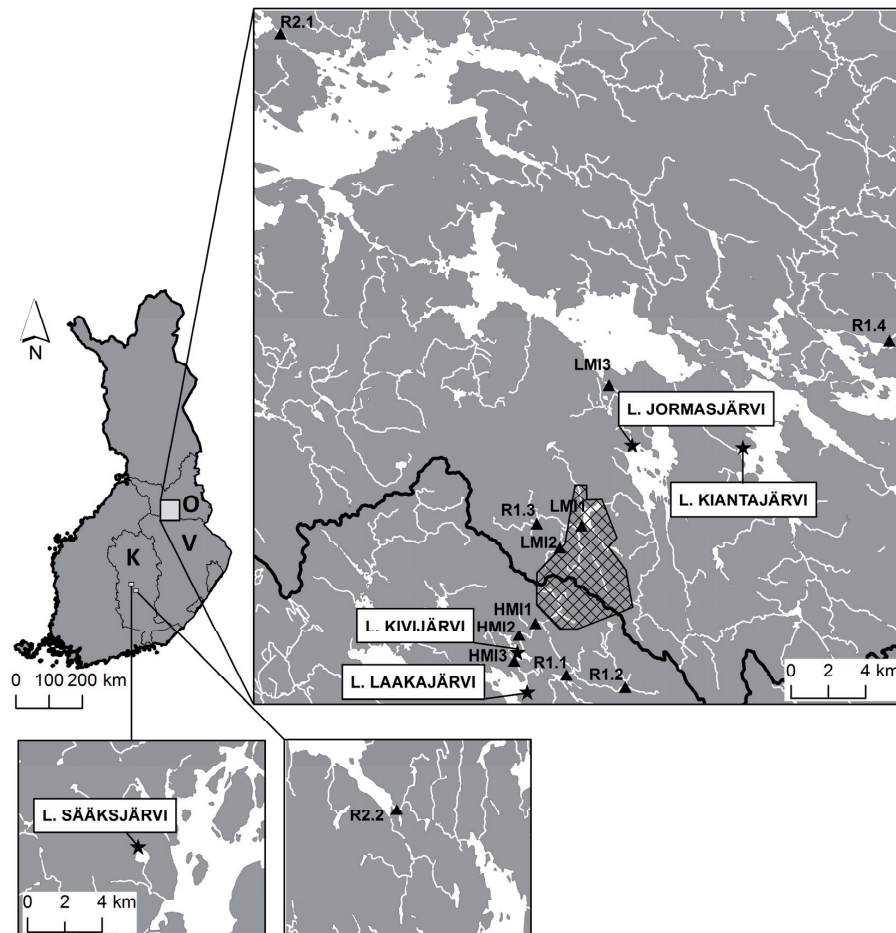 R2.1
R1.4
LMI3
L. JORMASJÄRVI
L. KIANTAJÄRVI
R1.3
LMI1
LMI2
HMI1
L. KIVIJÄRVI
HMI2
HMI3
R1.1
R1.2
L. LAAKAJÄRVI
0 2 4 km
N
O
K
V
0 100 200 km
L. SÄÄKSJÄRVI
0 2 4 km
R2.2